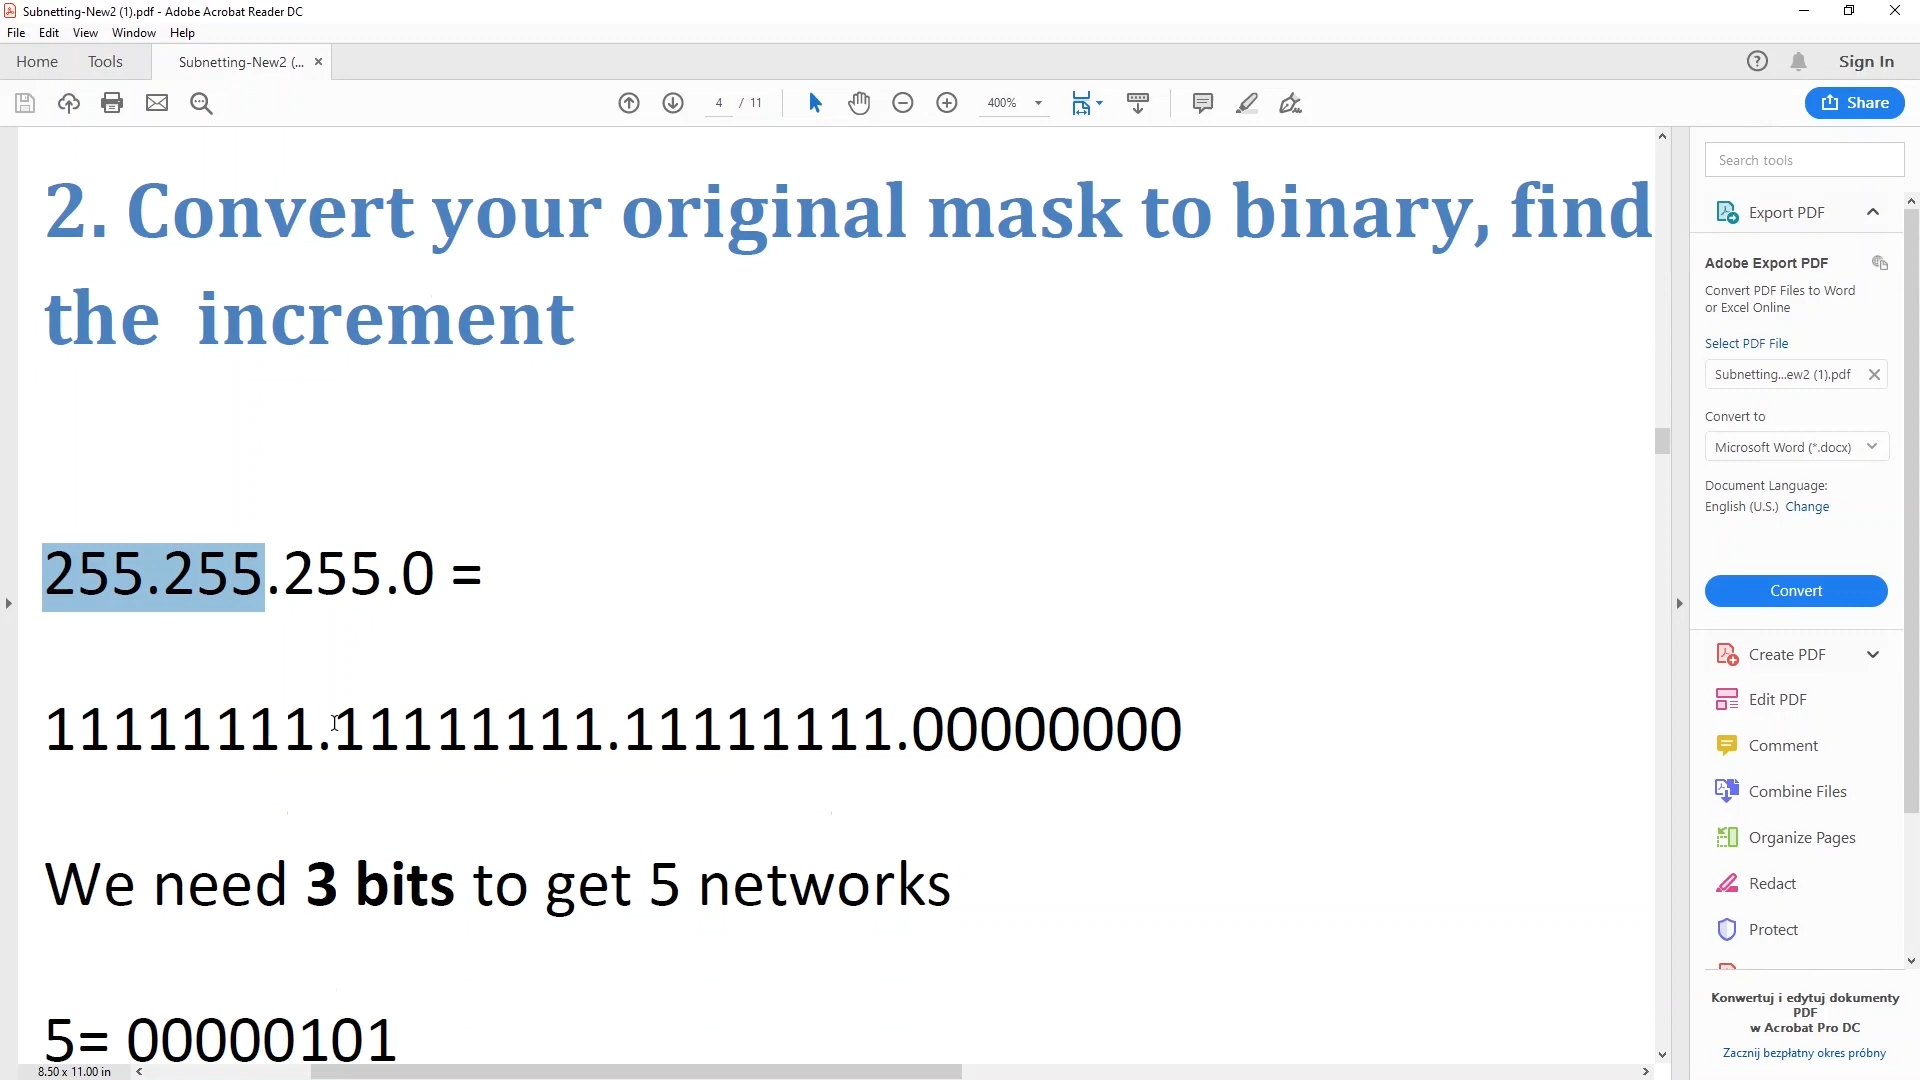 Subnetting-New2 (1).pdf - Adobe Acrobat Reader DC
File Edit View Window Help
Home Tools Subnetting-New2 (... × Sign In
4 / 11 400% Share
2. Convert your original mask to binary, find
the increment
255.255.255.0 =
11111111.11111111.11111111.00000000
We need 3 bits to get 5 networks
5= 00000101
8.50 x 11.00 in
Search tools
Export PDF
Adobe Export PDF
Convert PDF Files to Word
or Excel Online
Select PDF File
Subnetting...ew2 (1).pdf
Convert to
Microsoft Word (*.docx)
Document Language:
English (U.S.) Change
Convert
Create PDF
Edit PDF
Comment
Combine Files
Organize Pages
Redact
Protect
Konwertuj i edytuj dokumenty
PDF
w Acrobat Pro DC
Zacznij bezpłatny okres próbny